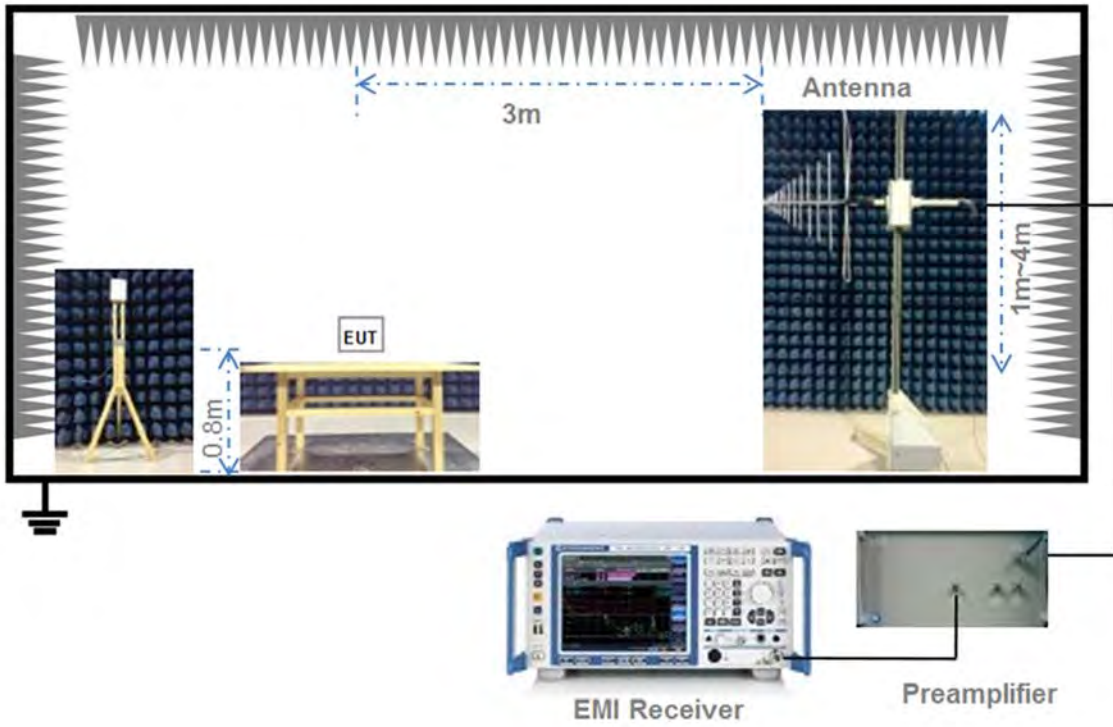 Antenna
3m
1m~4m
EUT
0.8m
EMI Receiver
Preamplifier